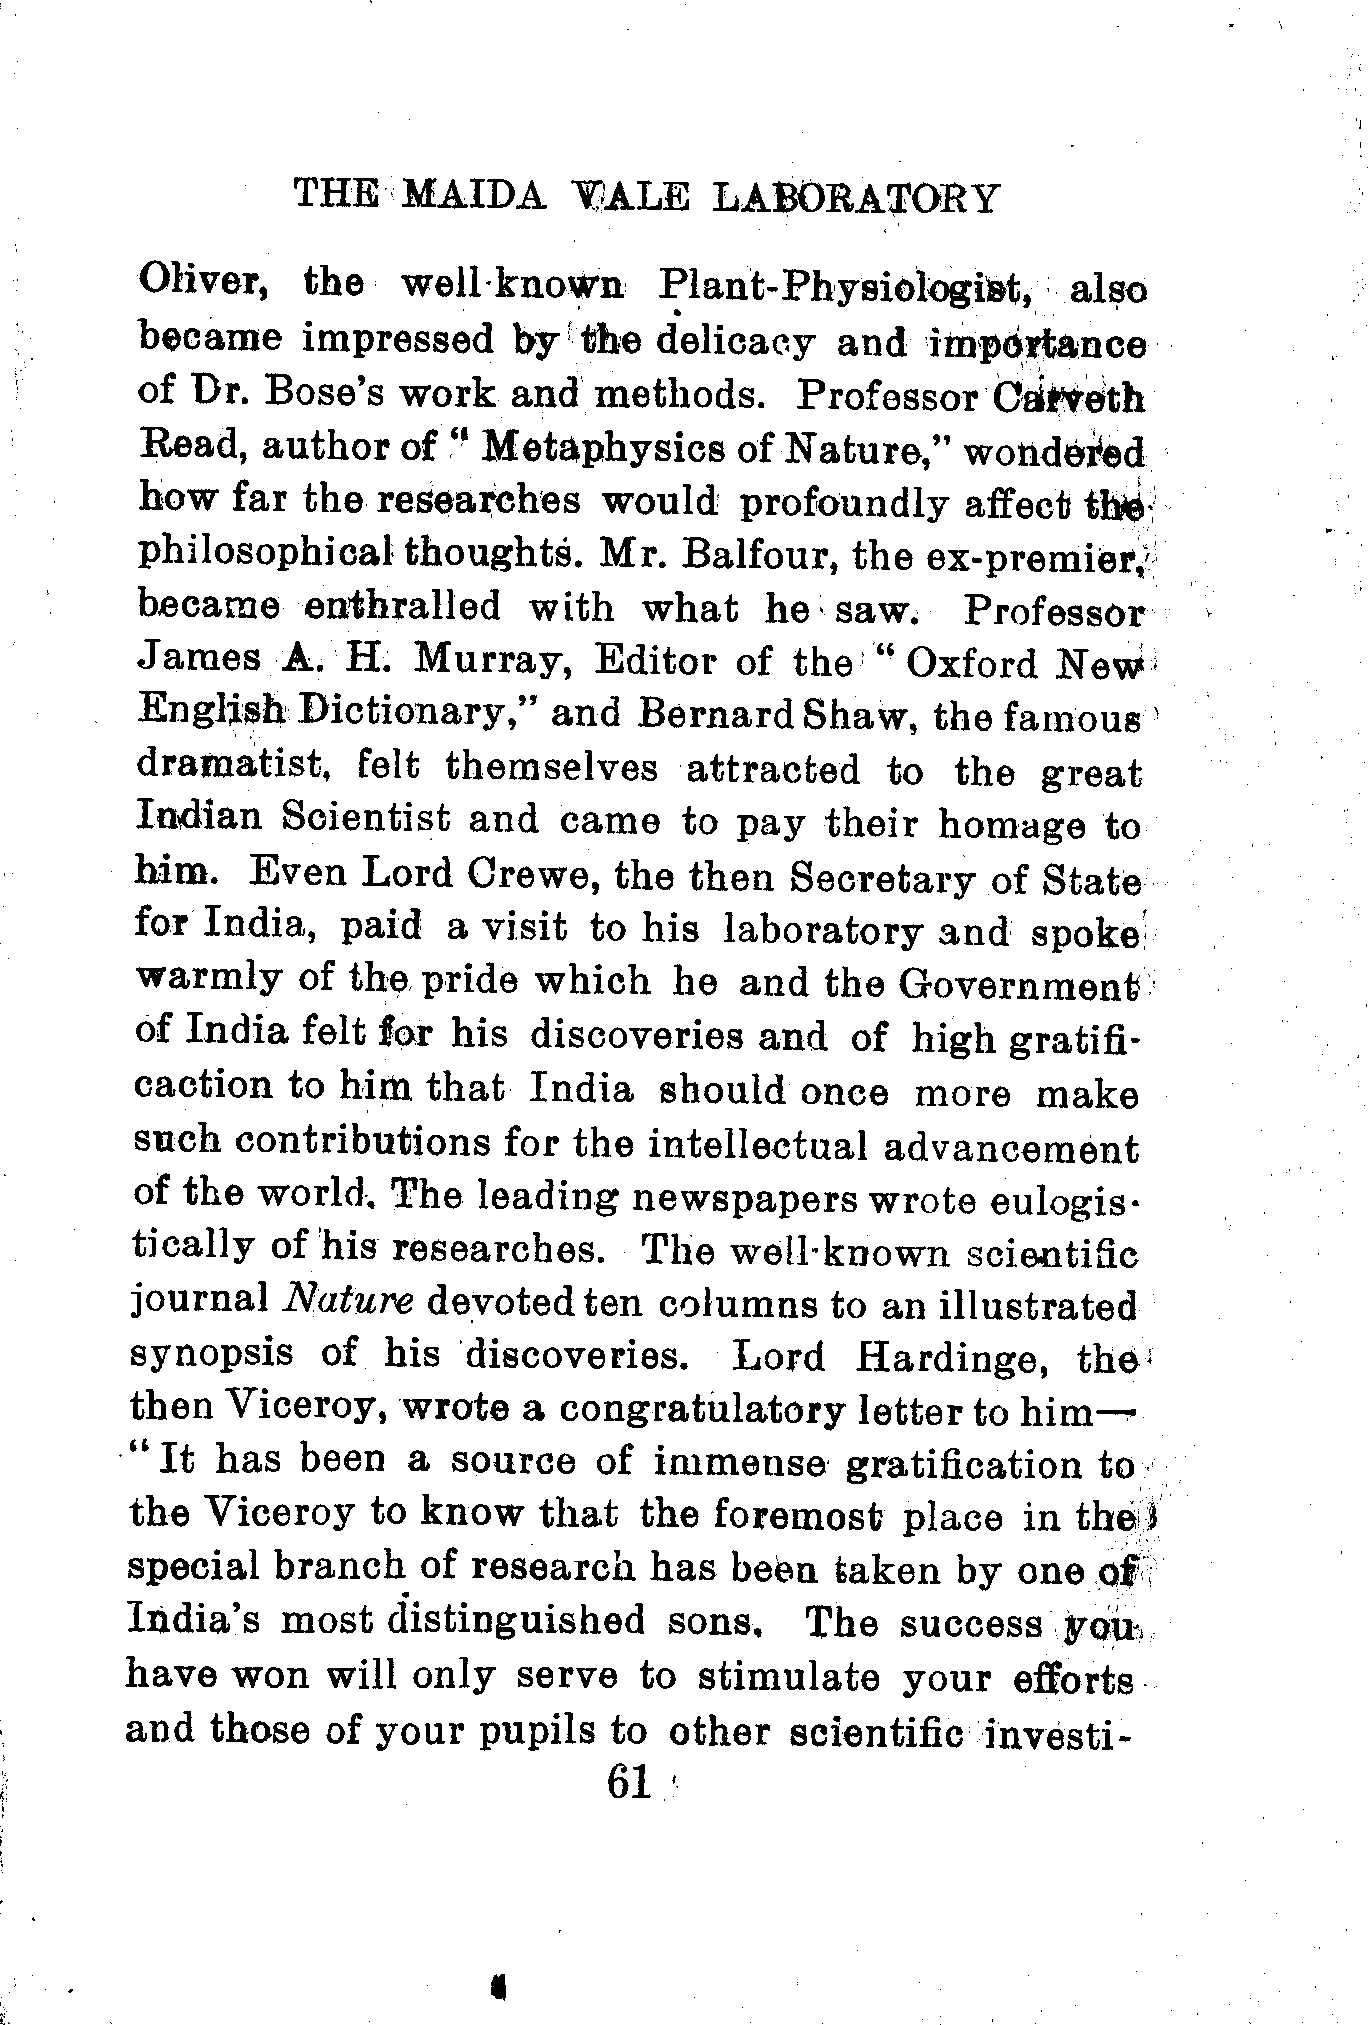 THE MAIDA VALE LABORATORY
Oliver, the well-known Plant-Physiologist, also
became impressed by the delicacy and importance
of Dr. Bose's work and methods. Professor Carveth
Read, author of "Metaphysics of Nature," wondered
how far the researches would profoundly affect the
philosophical thoughts. Mr. Balfour, the ex-premier,
became enthralled with what he saw. Professor
James A. H. Murray, Editor of the "Oxford New
English Dictionary," and Bernard Shaw, the famous
dramatist, felt themselves attracted to the great
Indian Scientist and came to pay their homage to
him. Even Lord Crewe, the then Secretary of State
for India, paid a visit to his laboratory and spoke
warmly of the pride which he and the Government
of India felt for his discoveries and of high gratifi-
caction to him that India should once more make
such contributions for the intellectual advancement
of the world. The leading newspapers wrote eulogis-
tically of his researches. The well-known scientific
journal Nature devoted ten columns to an illustrated
synopsis of his discoveries. Lord Hardinge, the
then Viceroy, wrote a congratulatory letter to him—
"It has been a source of immense gratification to
the Viceroy to know that the foremost place in the
special branch of research has been taken by one of
India's most distinguished sons. The success you
have won will only serve to stimulate your efforts
and those of your pupils to other scientific investi-
61